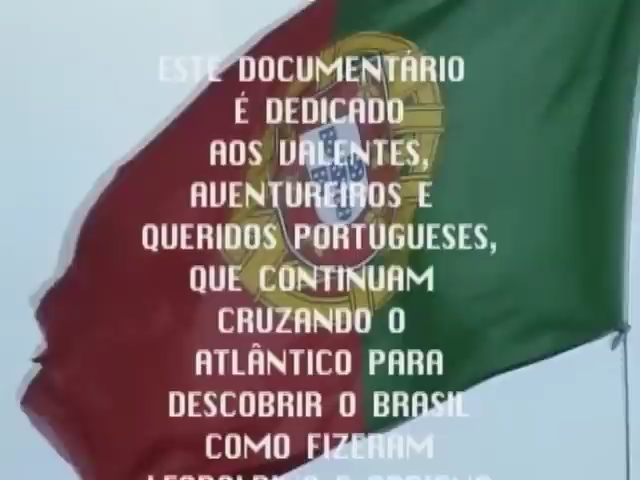 ESTE DOCUMENTÁRIO
É DEDICADO
AOS VALENTES,
AVENTUREIROS E
QUERIDOS PORTUGUESES,
QUE CONTINUAM
CRUZANDO O
ATLÂNTICO PARA
DESCOBRIR O BRASIL
COMO FIZERAM